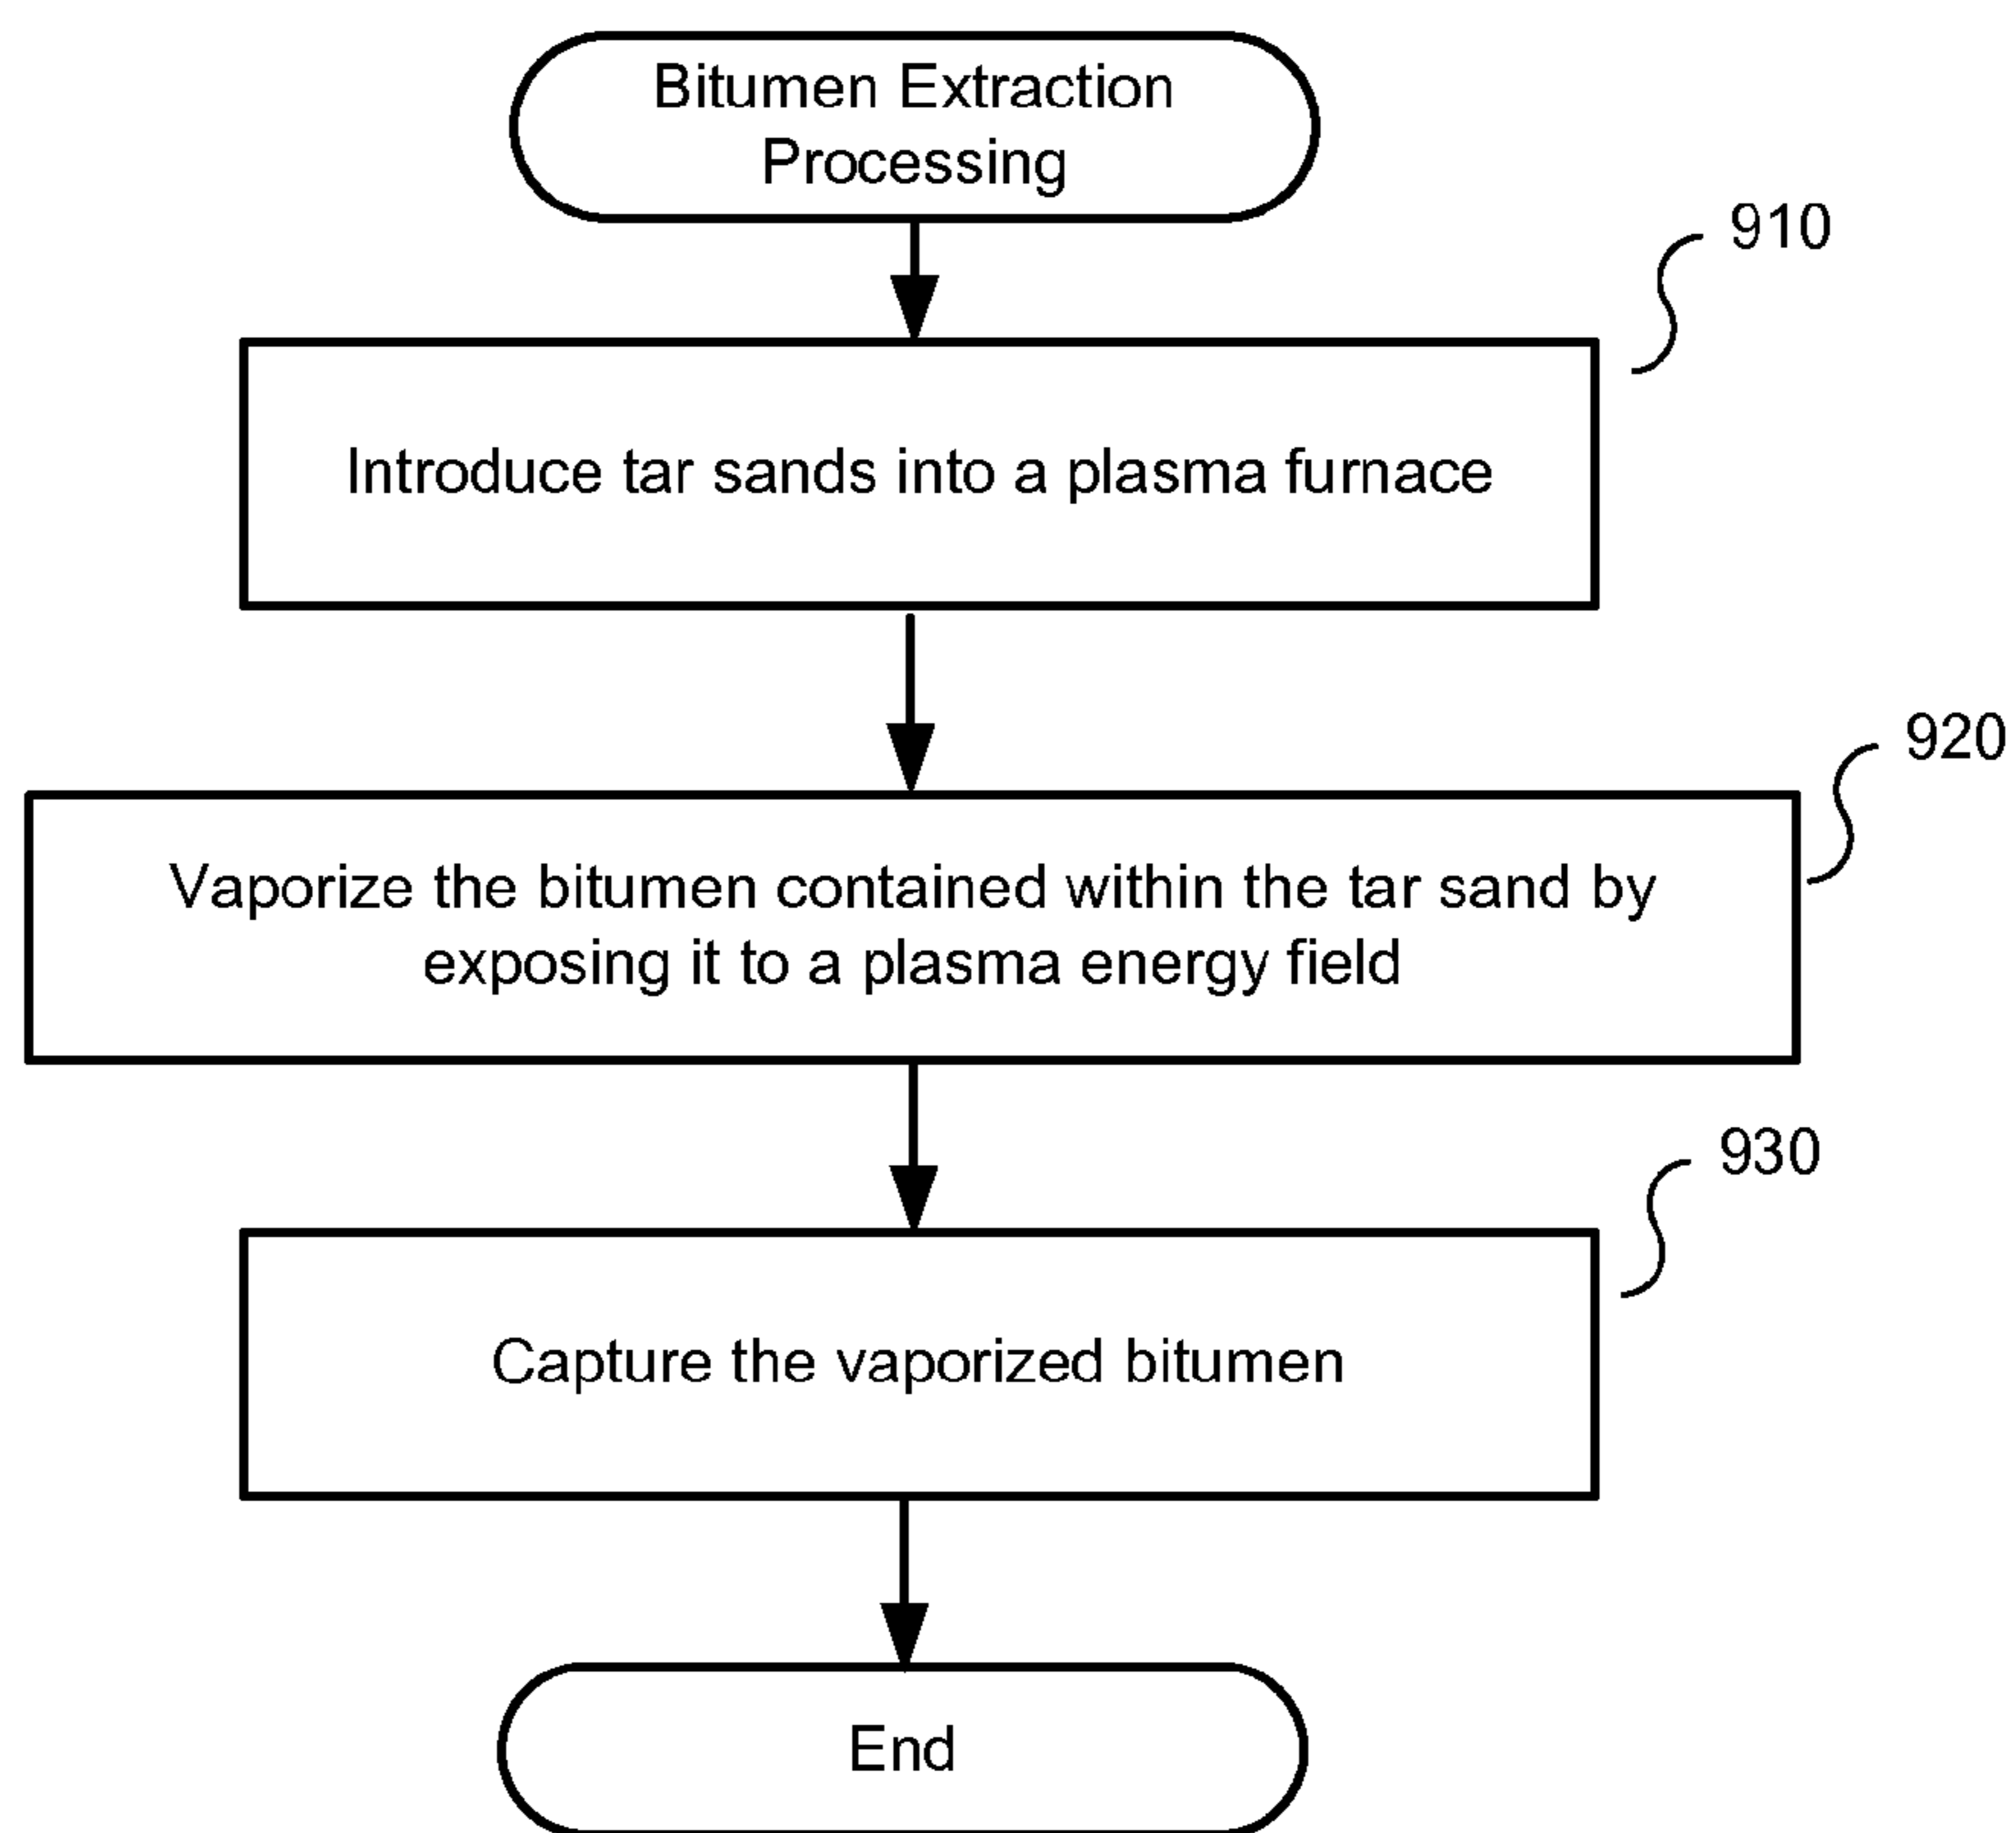 Bitumen Extraction
Processing
910
Introduce tar sands into a plasma furnace
920
Vaporize the bitumen contained within the tar sand by
exposing it to a plasma energy field
930
Capture the vaporized bitumen
End